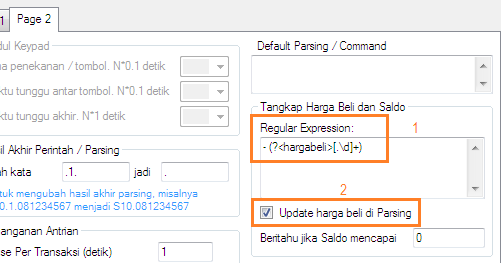 1
Page 2
dul Keypad
a penekanan / tombol. N*0.1 detik
ktu tunggu antar tombol. N*0.1 detik
ktu tunggu akhir. N*1 detik
il Akhir Perintah / Parsing
ah kata .1. jadi .
tuk mengubah hasil akhir parsing, misalnya
0.1.081234567 menjadi S10.081234567
anganan Antrian
se Per Transaksi (detik) 1
Default Parsing / Command
Tangkap Harga Beli dan Saldo
Regular Expression: 1
- (?<hargabeli>[.\d]+)
2
Update harga beli di Parsing
Beritahu jika Saldo mencapai 0